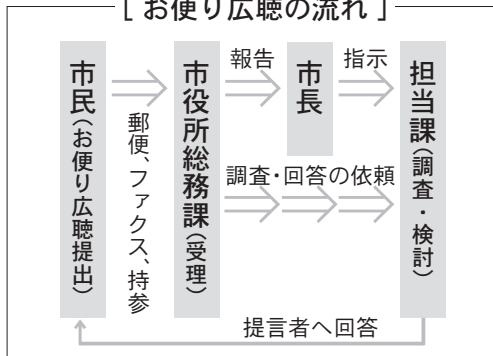 [ お便り広聴の流れ ]
市民（お便り広聴提出）
郵便、ファクス、持参
市役所総務課（受理）
報告
市長
指示
調査・回答の依頼
担当課（調査・検討）
提言者へ回答